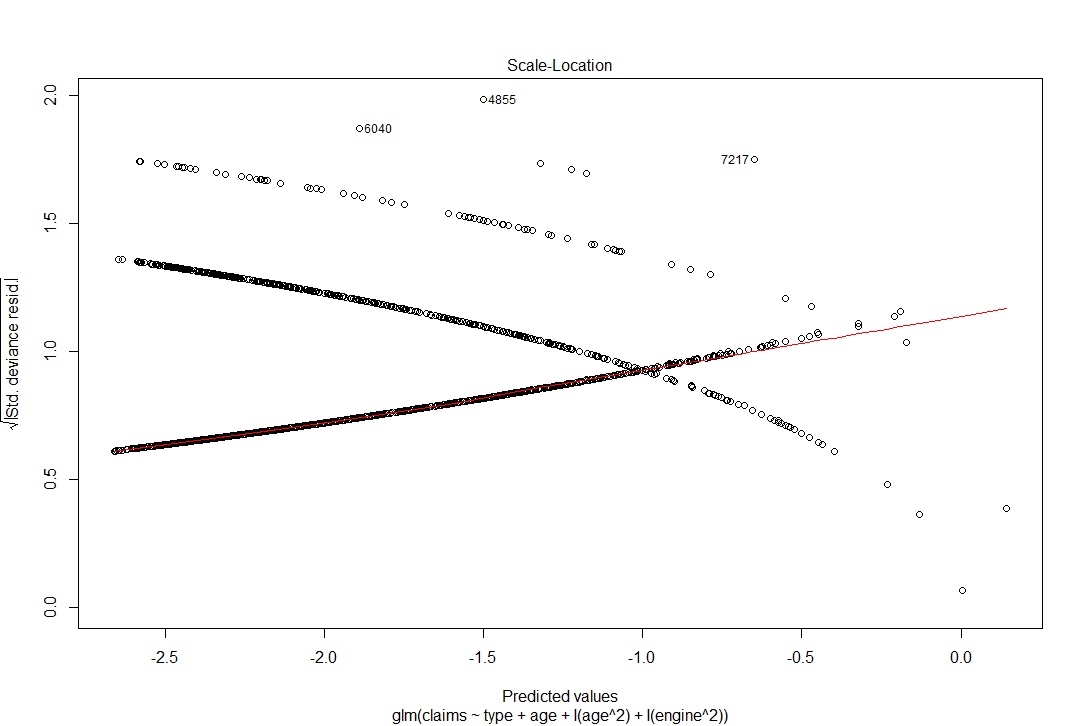 Scale-Location
√|Std. deviance resid.|
2.0
1.5
1.0
0.5
0.0
4855
6040
7217
-2.5 -2.0 -1.5 -1.0 -0.5 0.0
Predicted values
glm(claims ~ type + age + I(age^2) + I(engine^2))